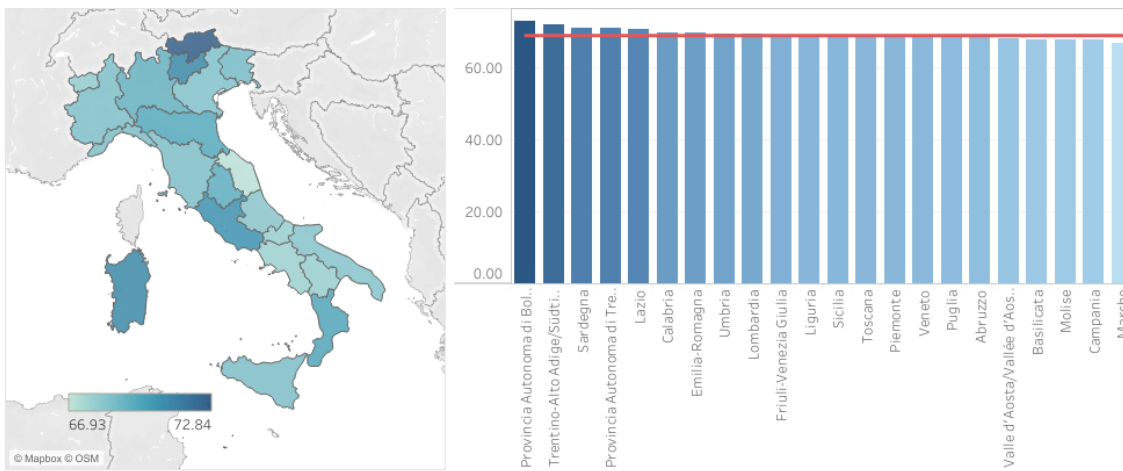 66.93
72.84
© Mapbox © OSM
60.00
40.00
20.00
0.00
Provincia Autonoma di Bol..
Trentino-Alto Adige/Südti..
Sardegna
Provincia Autonoma di Tre..
Lazio
Calabria
Emilia-Romagna
Umbria
Lombardia
Friuli-Venezia Giulia
Liguria
Sicilia
Toscana
Piemonte
Veneto
Puglia
Abruzzo
Valle d'Aosta/Vallée d'Aos..
Basilicata
Molise
Campania
Marche